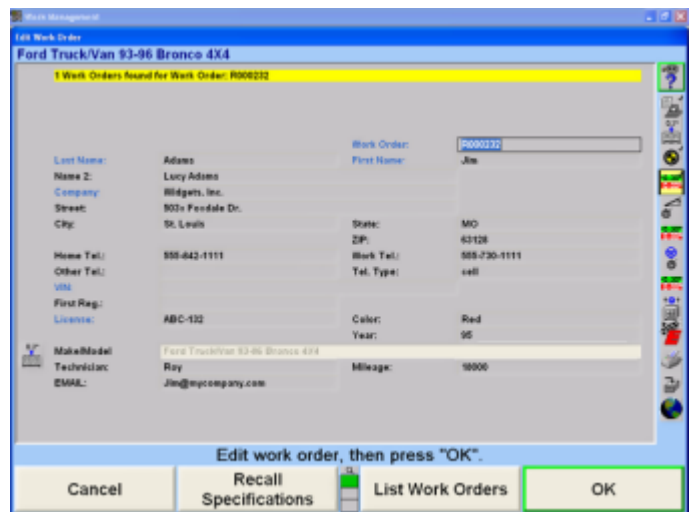 Work Management
Edit Work Order
Ford Truck/Van 93-96 Bronco 4X4
1 Work Orders found for Work Order: R000232
Work Order: R000232
Last Name: Adams First Name: Jim
Name 2: Lucy Adams
Company: Widgets, Inc.
Street: Dr.
City: St. Louis State: MO
ZIP: 63128
Home Tel.: 555-842-1111 Work Tel.: 555-730-1111
Other Tel.: Tel. Type: cell
VIN:
First Reg.:
License: ABC-132 Color: Red
Year: 95
Make/Model Ford Truck/Van 93-96 Bronco 4X4
Technician: Roy Mileage: 10000
EMAIL: Jim@mycompany.com
Edit work order, then press "OK".
Cancel Recall Specifications List Work Orders OK